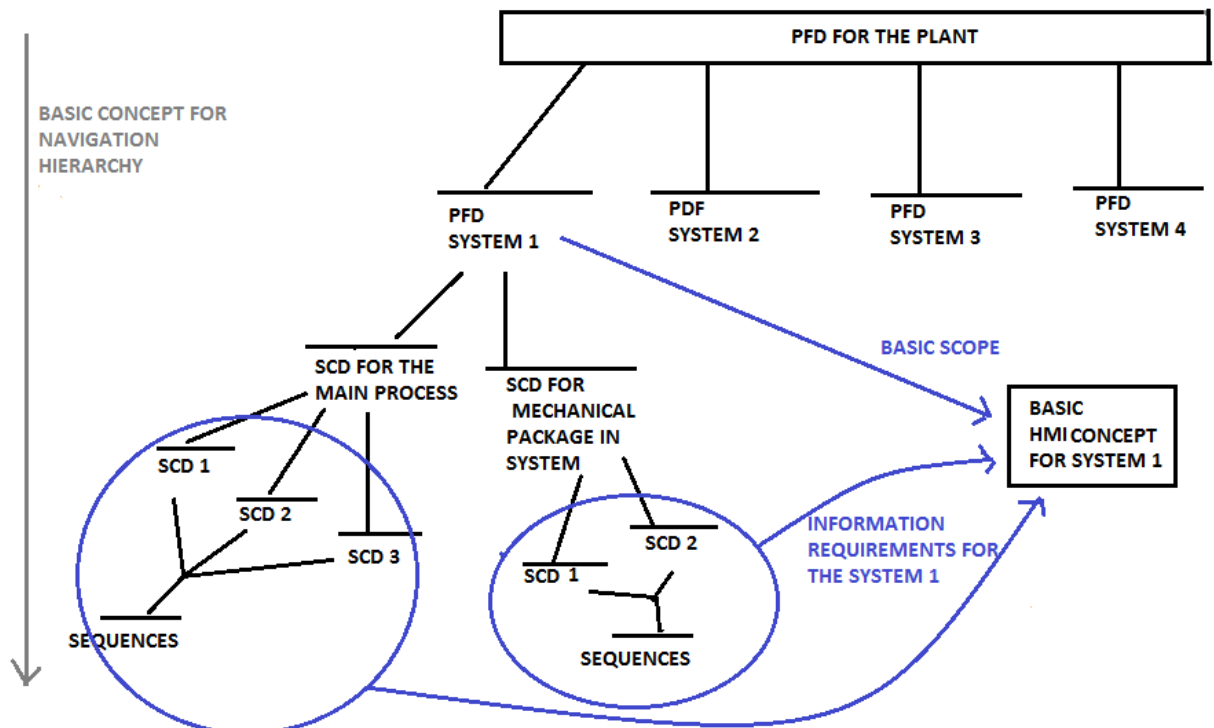 PFD FOR THE PLANT
BASIC CONCEPT FOR
NAVIGATION
HIERARCHY
PFD
SYSTEM 1
PDF
SYSTEM 2
PFD
SYSTEM 3
PFD
SYSTEM 4
BASIC SCOPE
SCD FOR THE
MAIN PROCESS
SCD FOR
MECHANICAL
PACKAGE IN
SYSTEM
BASIC
HMI CONCEPT
FOR SYSTEM 1
SCD 1
SCD 2
SCD 3
SEQUENCES
SCD 2
SCD 1
SEQUENCES
INFORMATION
REQUIREMENTS FOR
THE SYSTEM 1